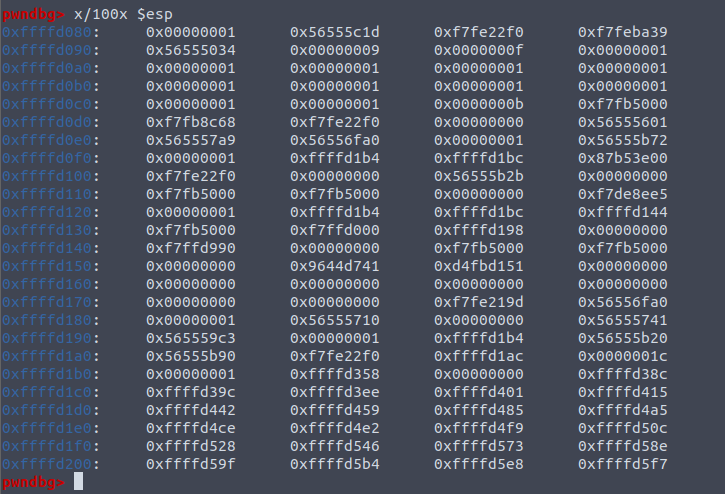 pwndbg> x/100x $esp
0xffffd080: 0x00000001 0x56555c1d 0xf7fe22f0 0xf7feba39
0xffffd090: 0x56555034 0x00000009 0x0000000f 0x00000001
0xffffd0a0: 0x00000001 0x00000001 0x00000001 0x00000001
0xffffd0b0: 0x00000001 0x00000001 0x00000001 0x00000001
0xffffd0c0: 0x00000001 0x00000001 0x0000000b 0xf7fb5000
0xffffd0d0: 0xf7fb8c68 0xf7fe22f0 0x00000000 0x56555601
0xffffd0e0: 0x565557a9 0x56556fa0 0x00000001 0x56555b72
0xffffd0f0: 0x00000001 0xffffd1b4 0xffffd1bc 0x87b53e00
0xffffd100: 0xf7fe22f0 0x00000000 0x56555b2b 0x00000000
0xffffd110: 0xf7fb5000 0xf7fb5000 0x00000000 0xf7de8ee5
0xffffd120: 0x00000001 0xffffd1b4 0xffffd1bc 0xffffd144
0xffffd130: 0xf7fb5000 0xf7ffd000 0xffffd198 0x00000000
0xffffd140: 0xf7ffd990 0x00000000 0xf7fb5000 0xf7fb5000
0xffffd150: 0x00000000 0x9644d741 0xd4fbd151 0x00000000
0xffffd160: 0x00000000 0x00000000 0x00000000 0x00000000
0xffffd170: 0x00000000 0x00000000 0xf7fe219d 0x56556fa0
0xffffd180: 0x00000001 0x56555710 0x00000000 0x56555741
0xffffd190: 0x565559c3 0x00000001 0xffffd1b4 0x56555b20
0xffffd1a0: 0x56555b90 0xf7fe22f0 0xffffd1ac 0x0000001c
0xffffd1b0: 0x00000001 0xffffd358 0x00000000 0xffffd38c
0xffffd1c0: 0xffffd39c 0xffffd3ee 0xffffd401 0xffffd415
0xffffd1d0: 0xffffd442 0xffffd459 0xffffd485 0xffffd4a5
0xffffd1e0: 0xffffd4ce 0xffffd4e2 0xffffd4f9 0xffffd50c
0xffffd1f0: 0xffffd528 0xffffd546 0xffffd573 0xffffd58e
0xffffd200: 0xffffd59f 0xffffd5b4 0xffffd5e8 0xffffd5f7
pwndbg>